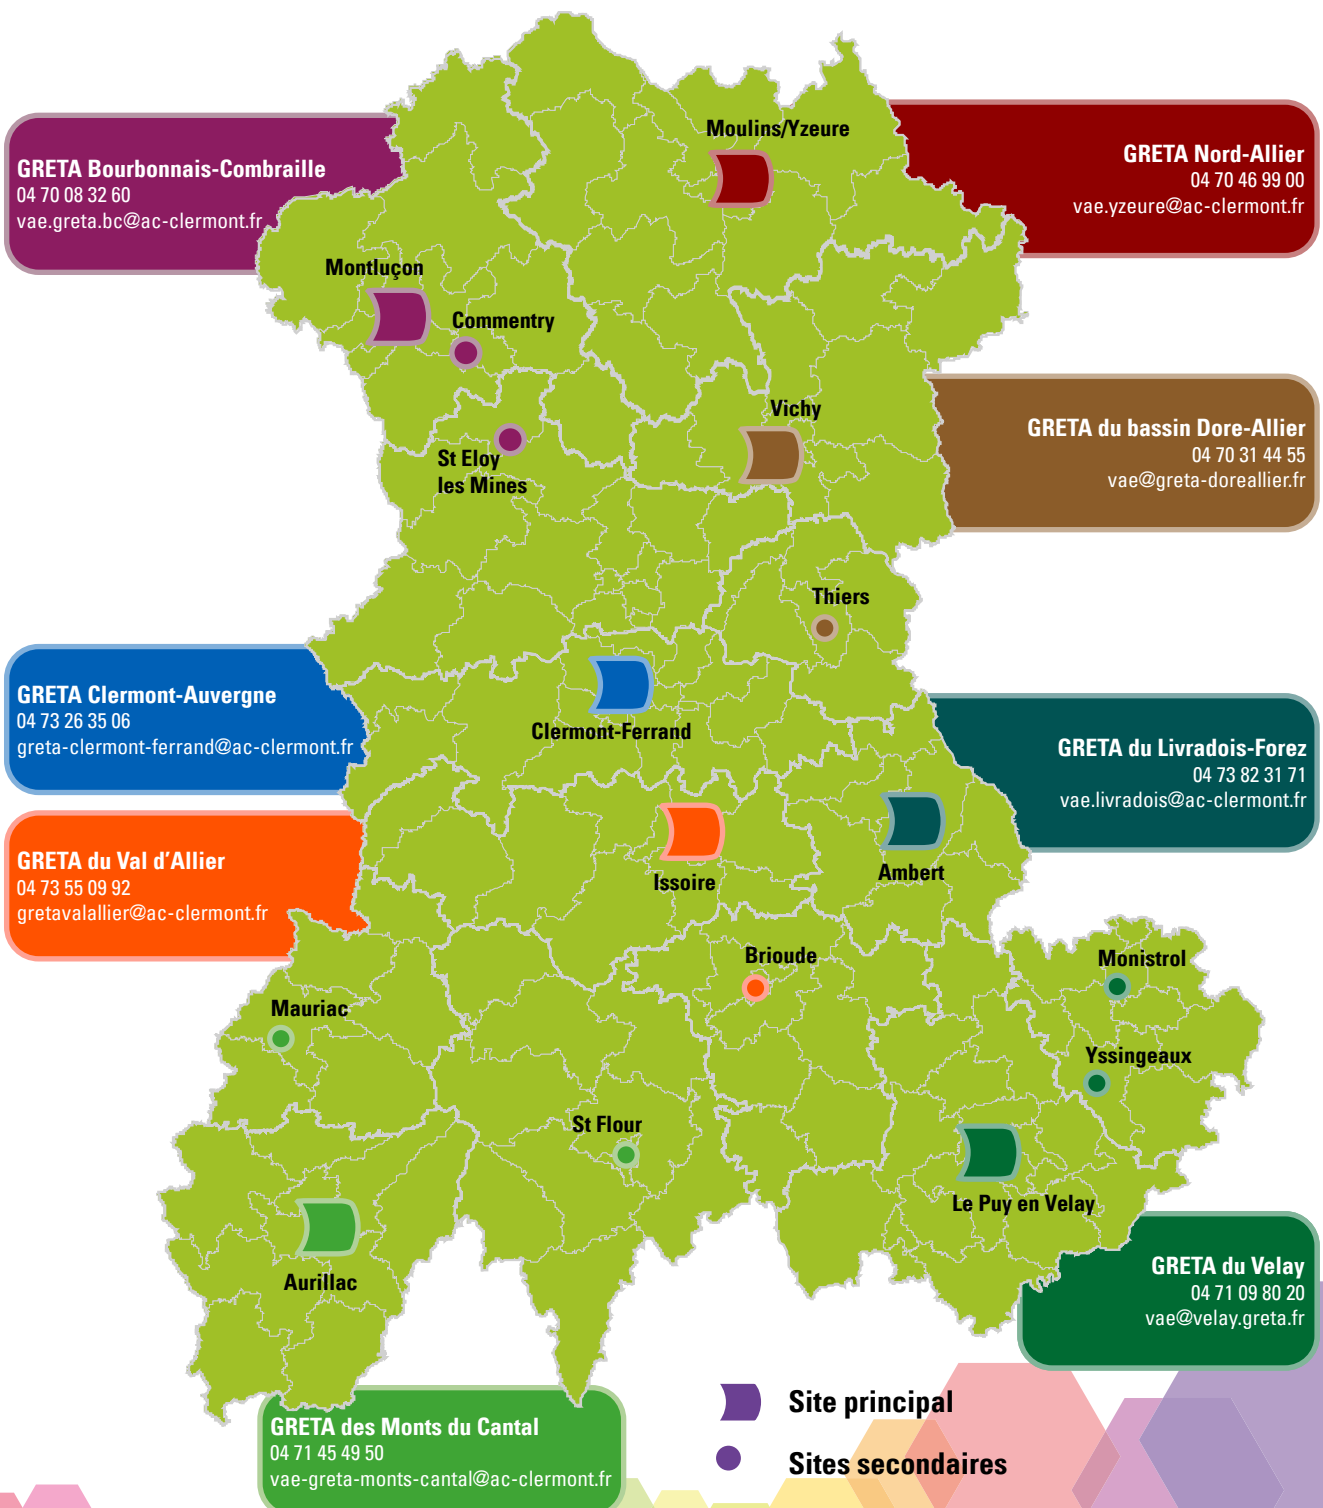 Moulins/Yzeure
GRETA Bourbonnais-Combraille
04 70 08 32 60
vae.greta.bc@ac-clermont.fr
GRETA Nord-Allier
04 70 46 99 00
vae.yzeure@ac-clermont.fr
Montluçon
Commentry
Vichy
St Eloy
les Mines
GRETA du bassin Dore-Allier
04 70 31 44 55
vae@greta-doreallier.fr
Thiers
GRETA Clermont-Auvergne
04 73 26 35 06
greta-clermont-ferrand@ac-clermont.fr
Clermont-Ferrand
GRETA du Livradois-Forez
04 73 82 31 71
vae.livradois@ac-clermont.fr
GRETA du Val d'Allier
04 73 55 09 92
gretavalallier@ac-clermont.fr
Issoire
Ambert
Brioude
Monistrol
Mauriac
Yssingeaux
St Flour
Le Puy en Velay
Aurillac
GRETA du Velay
04 71 09 80 20
vae@velay.greta.fr
GRETA des Monts du Cantal
04 71 45 49 50
vae-greta-monts-cantal@ac-clermont.fr
Site principal
Sites secondaires